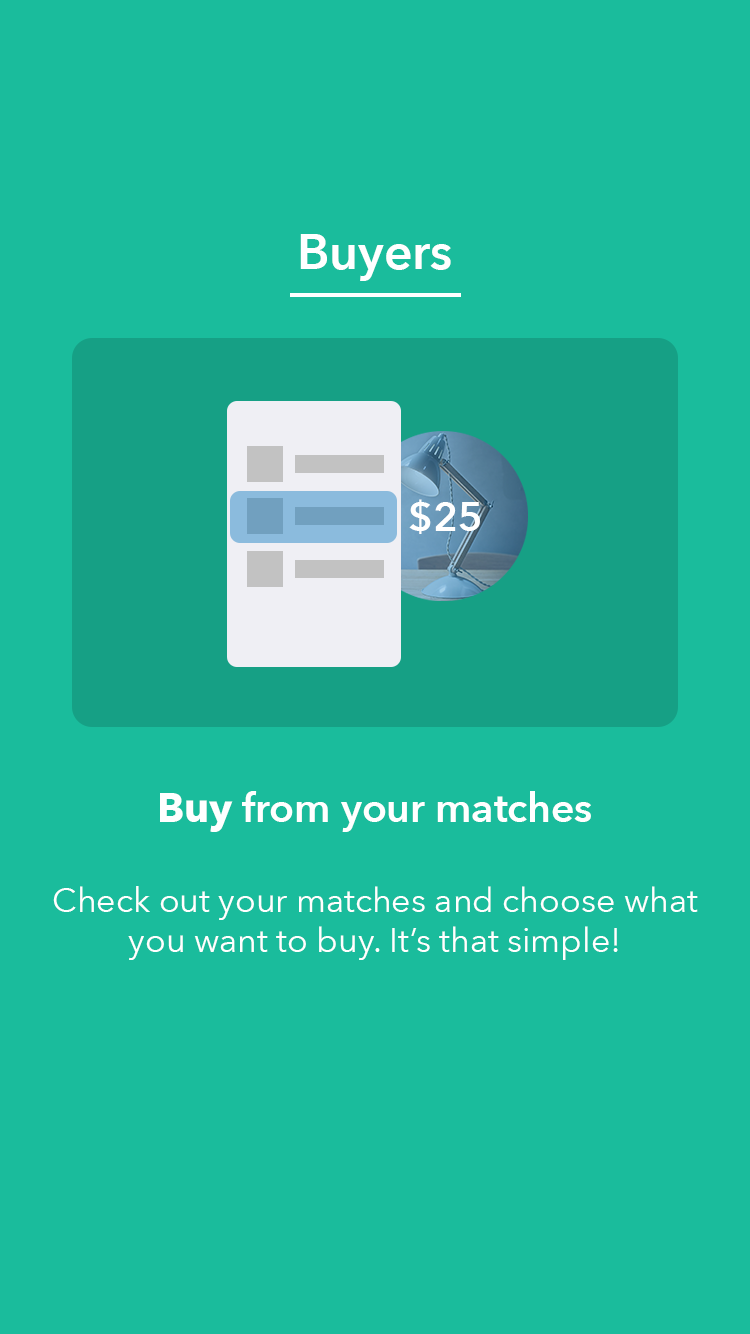 Buyers
$25
Buy from your matches
Check out your matches and choose what
you want to buy. It’s that simple!